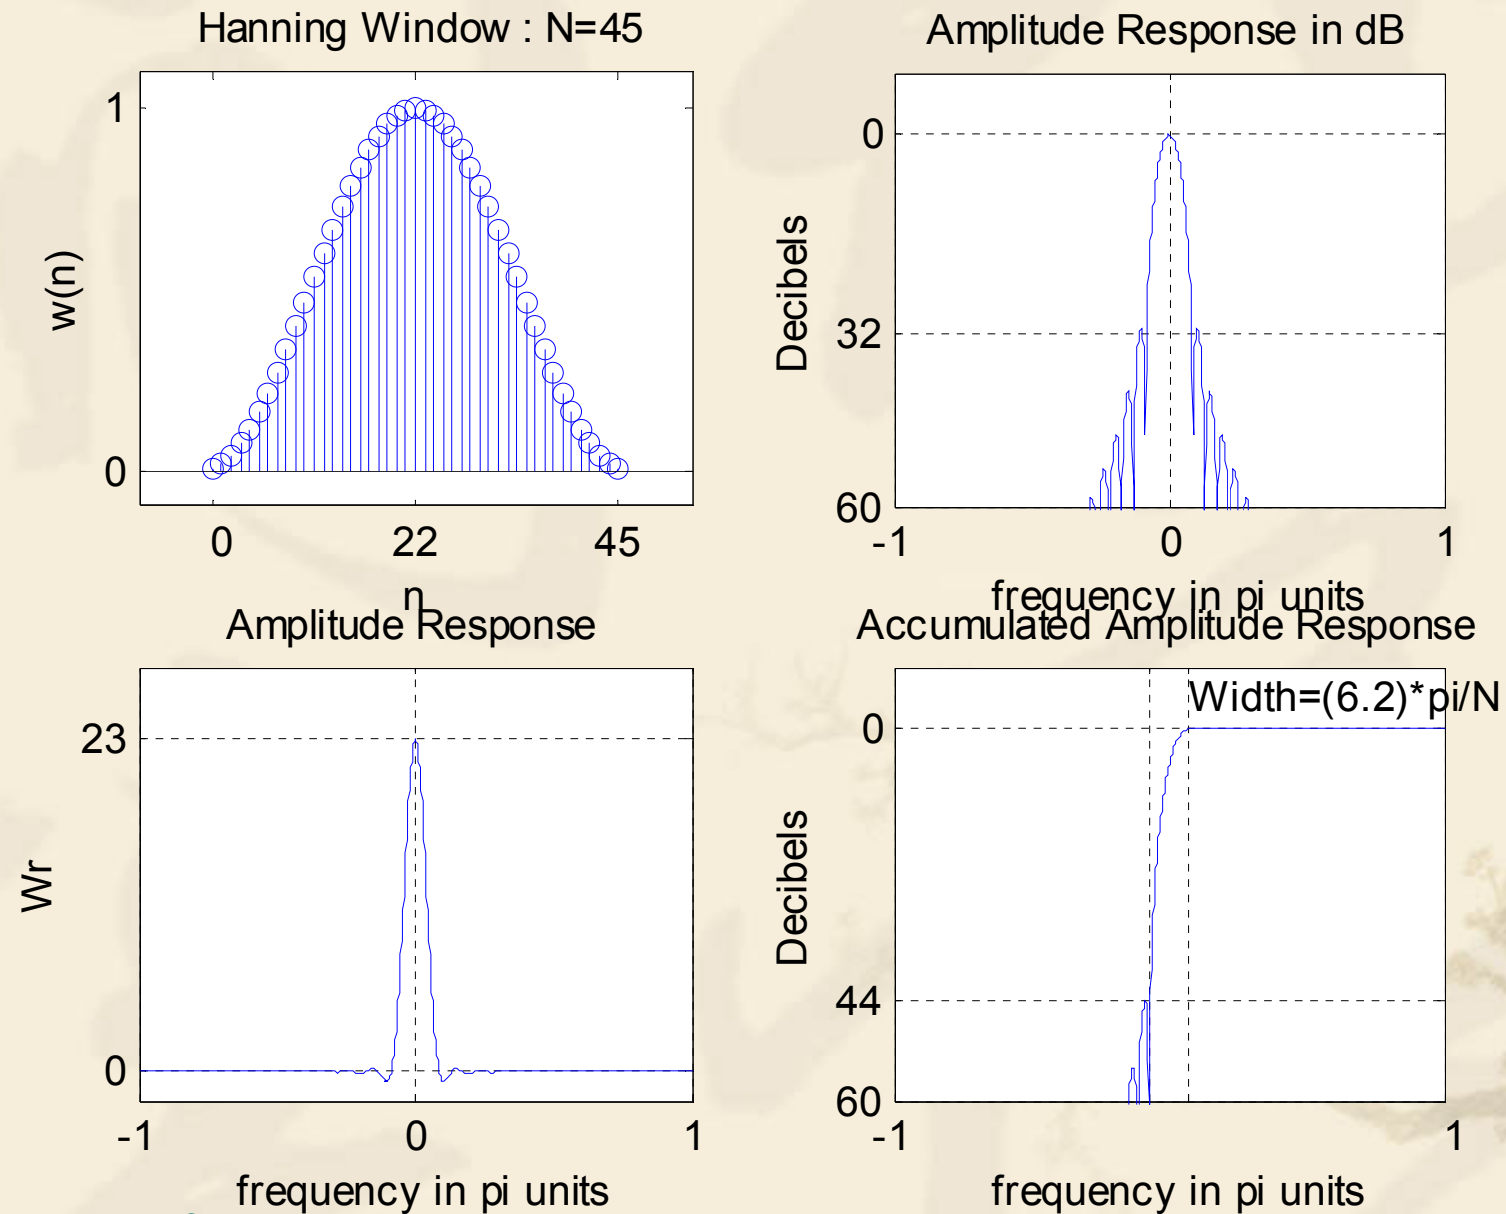 Hanning Window : N=45
1
0
w(n)
0 22 45
n
Amplitude Response in dB
0
32
60
Decibels
-1 0 1
frequency in pi units
Amplitude Response
23
0
Wr
-1 0 1
frequency in pi units
Accumulated Amplitude Response
Width=(6.2)*pi/N
0
44
60
Decibels
-1 1
frequency in pi units